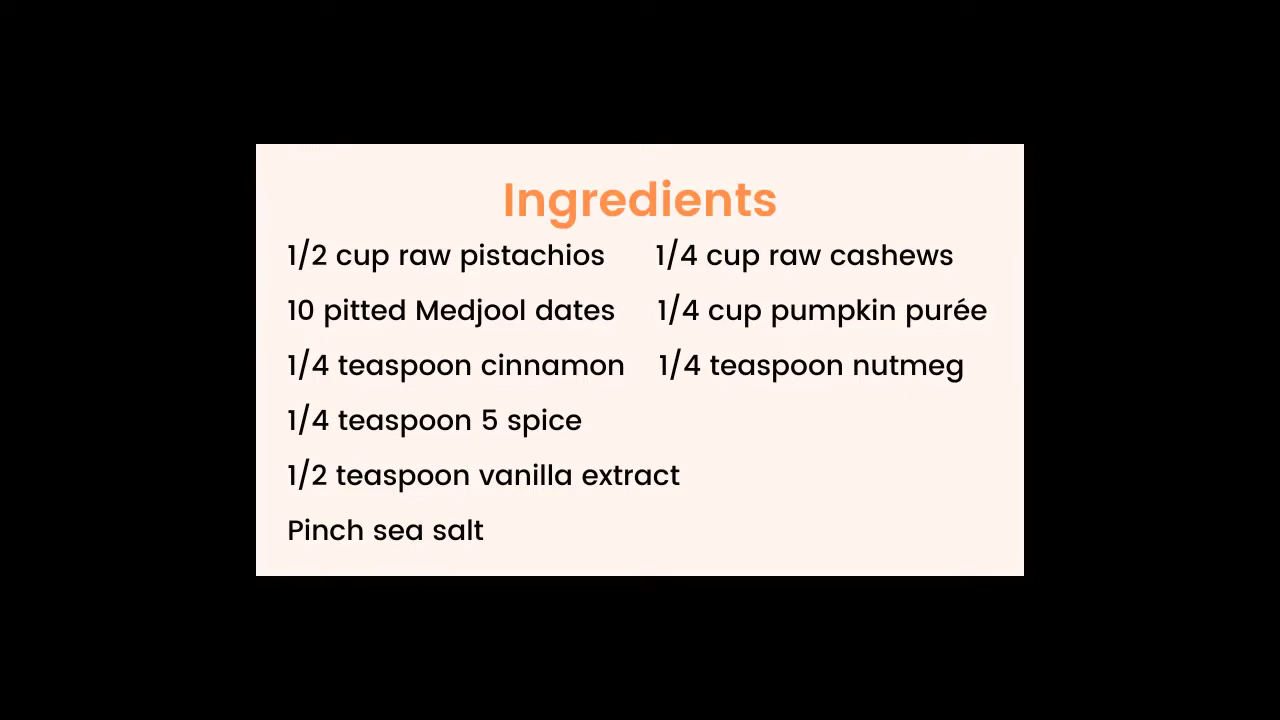 Ingredients
1/2 cup raw pistachios 1/4 cup raw cashews
10 pitted Medjool dates 1/4 cup pumpkin purée
1/4 teaspoon cinnamon 1/4 teaspoon nutmeg
1/4 teaspoon 5 spice
1/2 teaspoon vanilla extract
Pinch sea salt